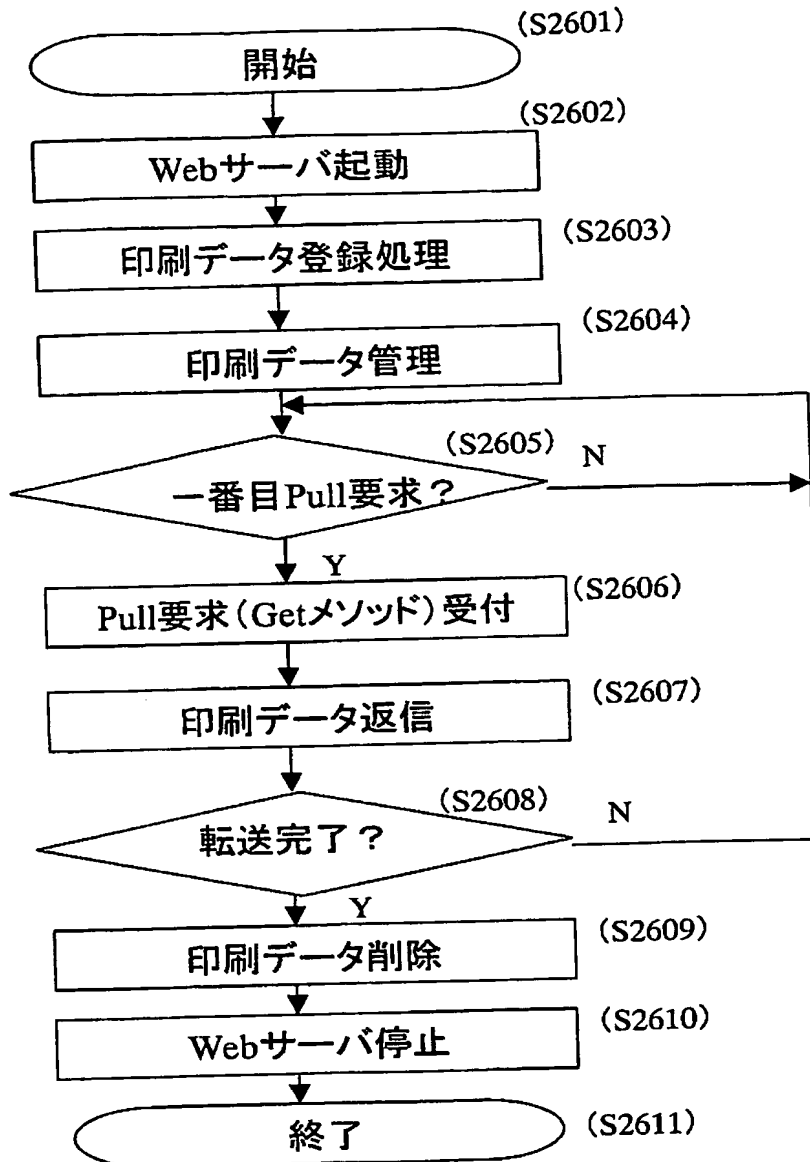 (S2601)
開始
(S2602)
Webサーバ起動
(S2603)
印刷データ登録処理
(S2604)
印刷データ管理
(S2605)
N
一番目Pull要求？
Y
(S2606)
Pull要求（Getメソッド）受付
(S2607)
印刷データ返信
(S2608)
N
転送完了？
Y
(S2609)
印刷データ削除
(S2610)
Webサーバ停止
(S2611)
終了